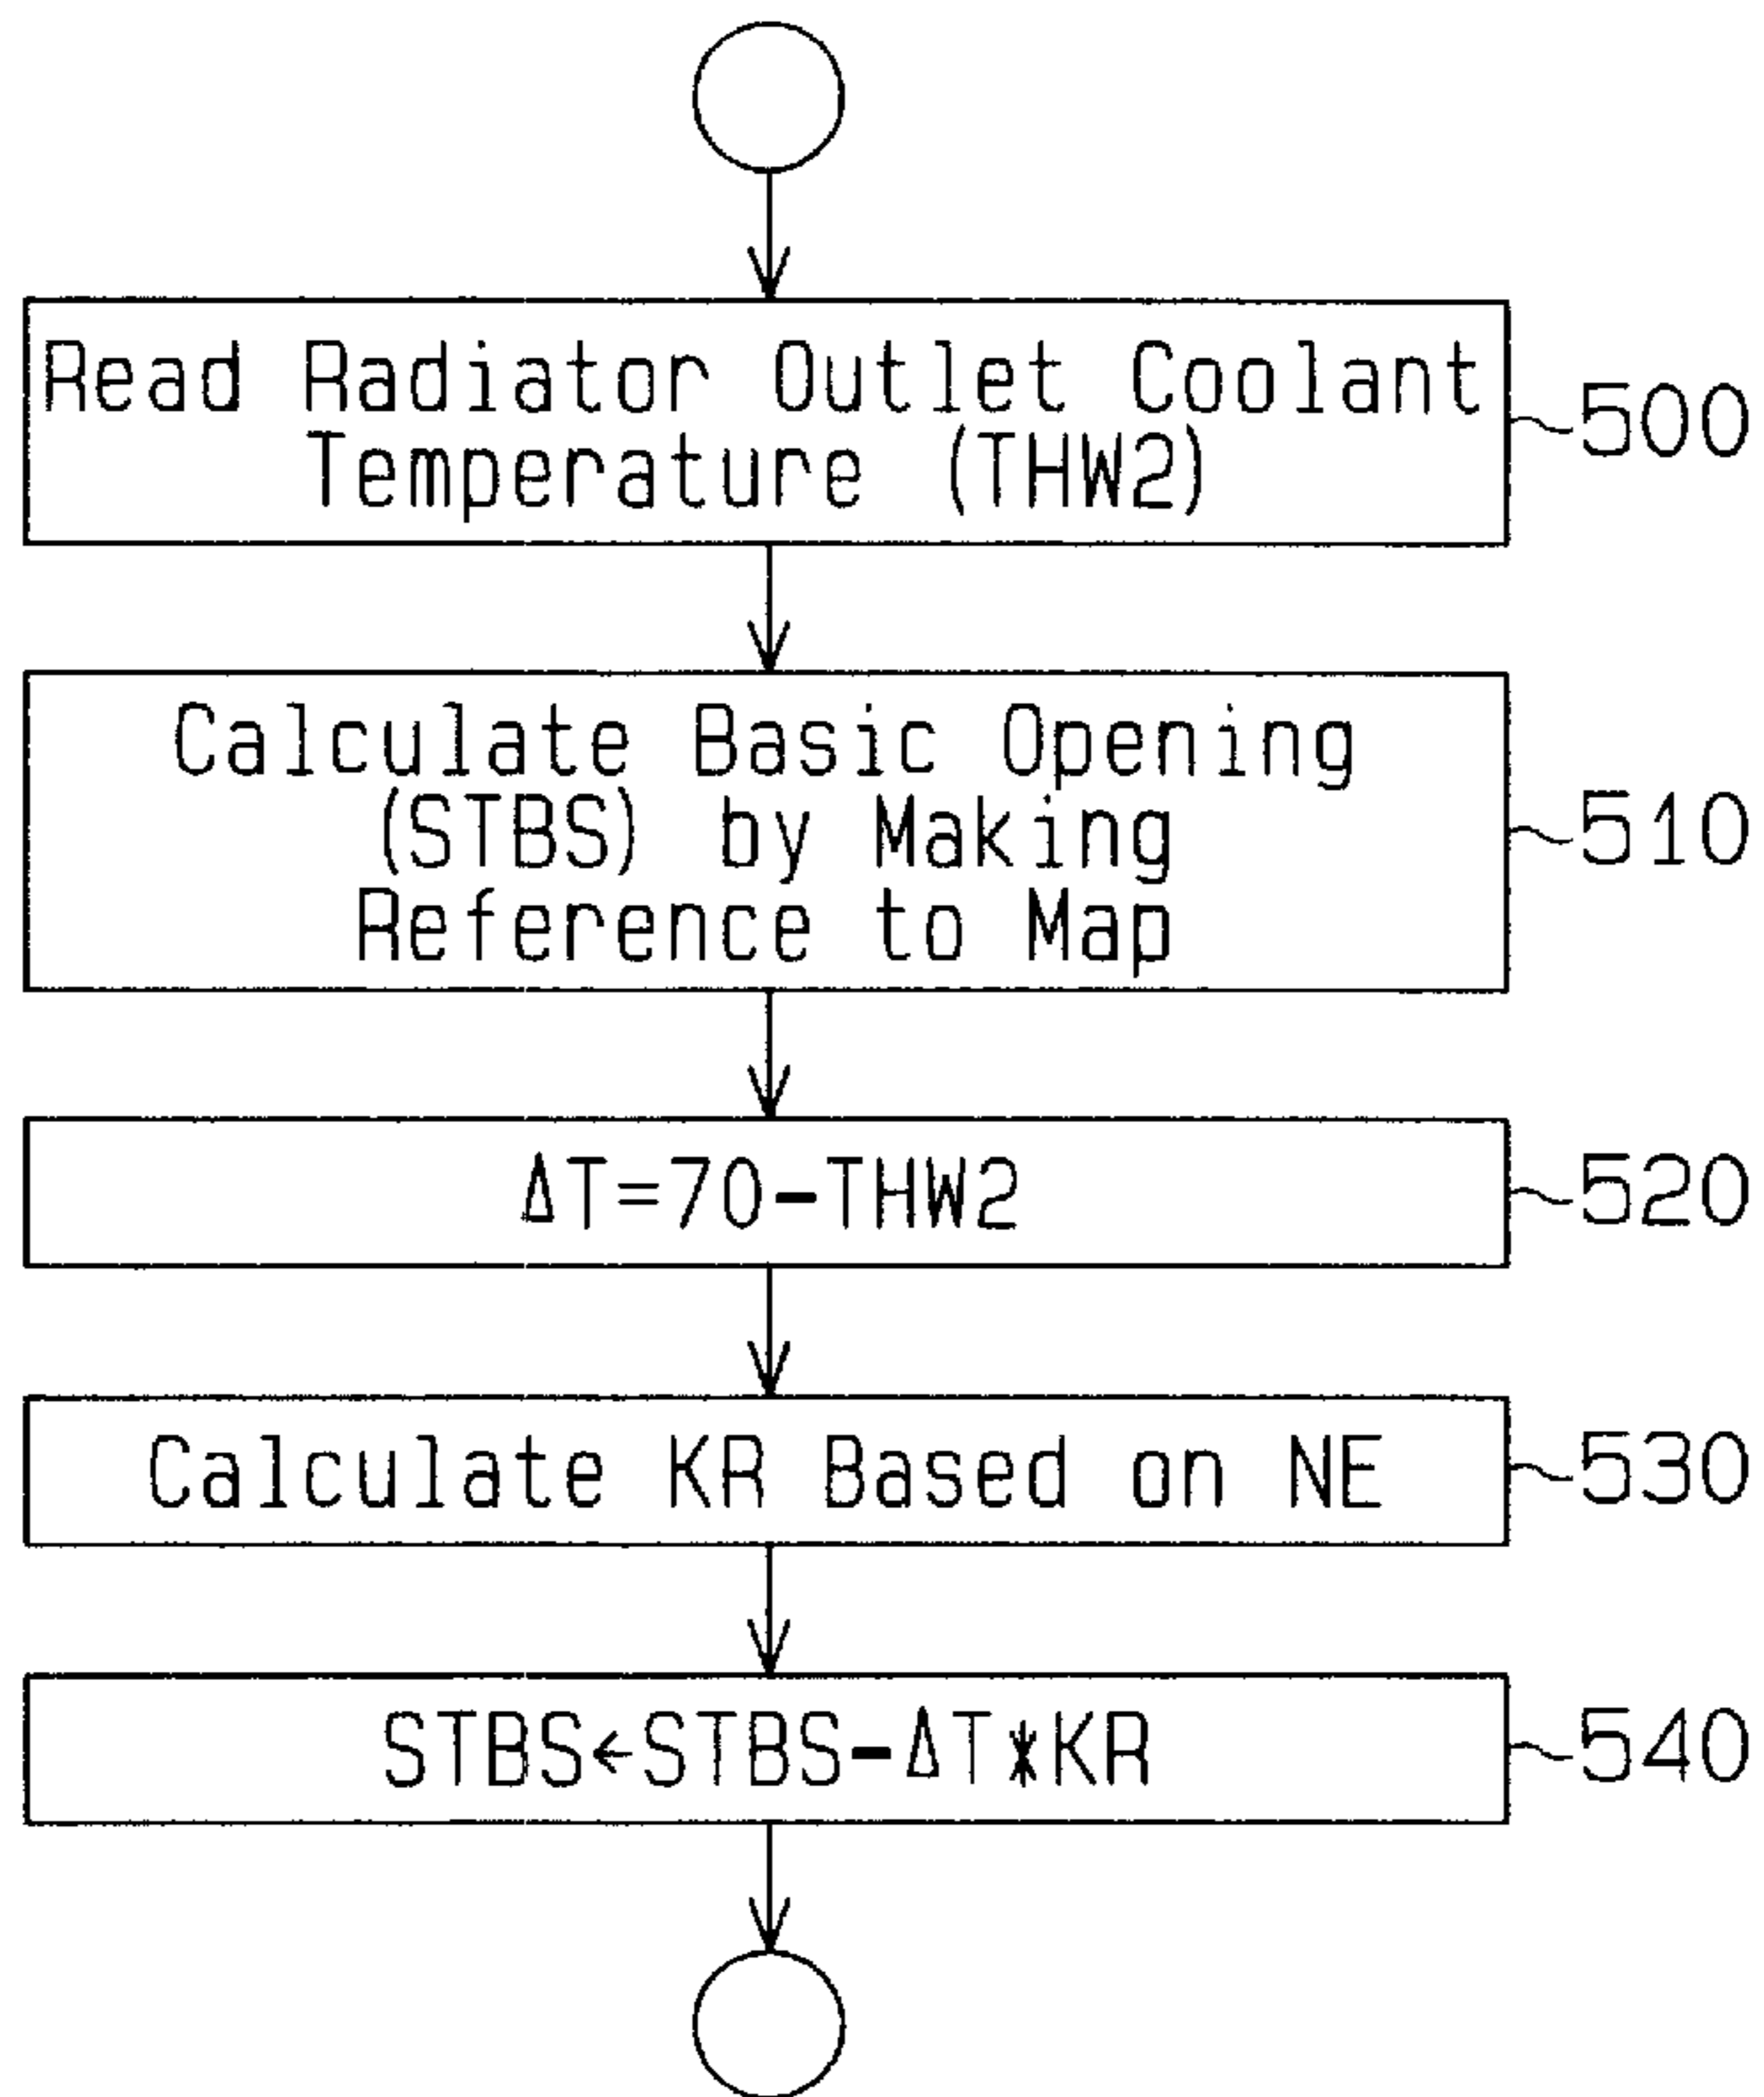 Read Radiator Outlet Coolant
Temperature (THW2)
500
Calculate Basic Opening
(STBS) by Making
Reference to Map
510
ΔT=70-THW2
520
Calculate KR Based on NE
530
STBS←STBS-ΔT*KR
540